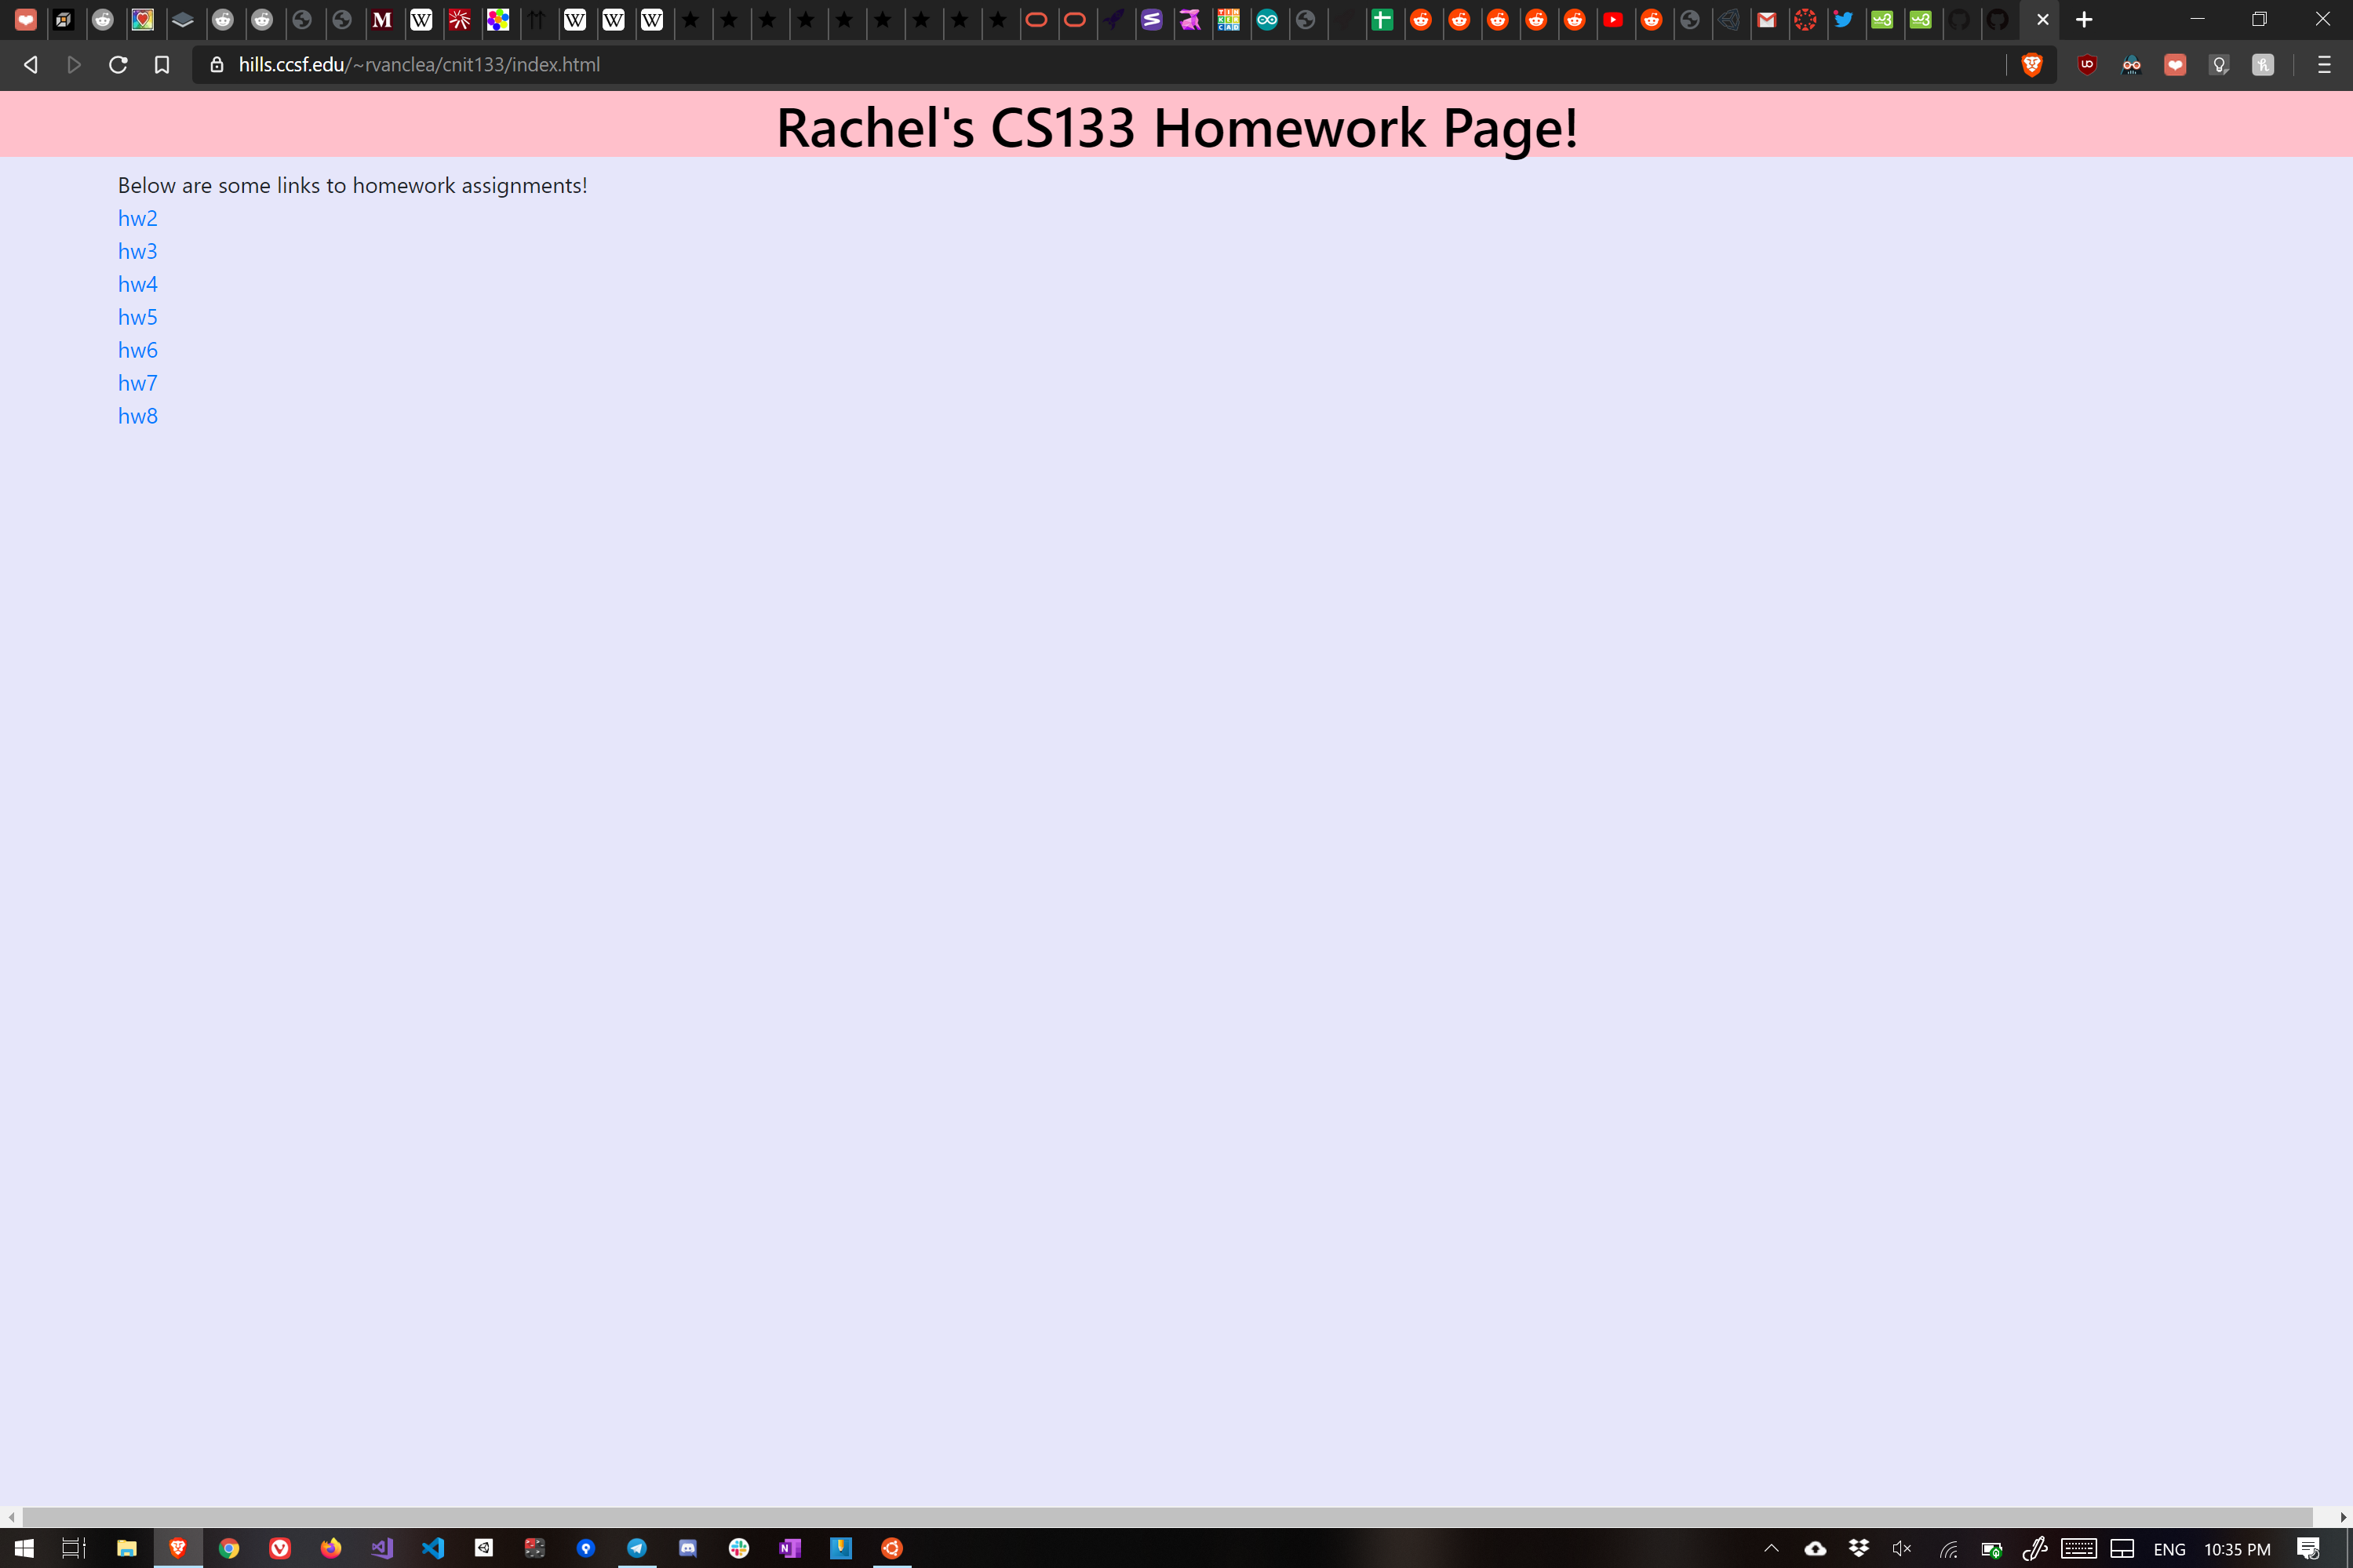 hills.ccsf.edu/~rvanclea/cnit133/index.html
Rachel's CS133 Homework Page!
Below are some links to homework assignments!
hw2
hw3
hw4
hw5
hw6
hw7
hw8
ENG 10:35 PM